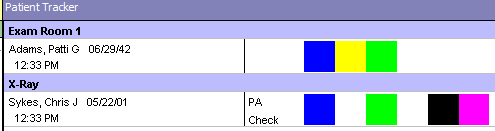 Patient Tracker
Exam Room 1
Adams, Patti G 06/29/42
12:33 PM
X-Ray
Sykes, Chris J 05/22/01 PA
12:33 PM Check